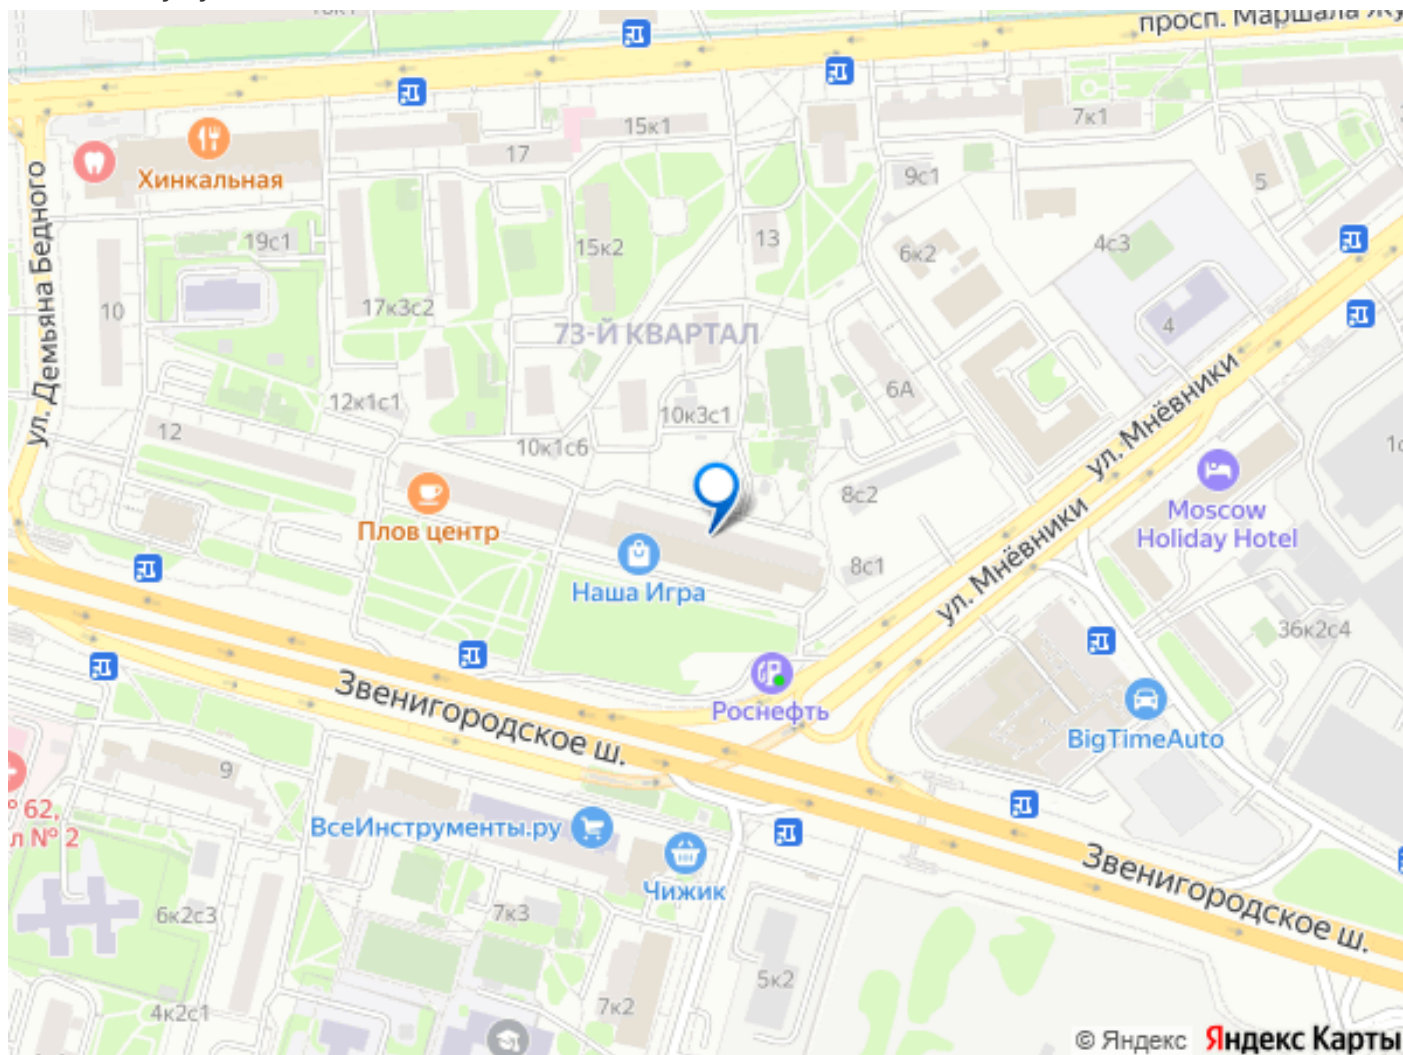 просп. Маршала Жу
15к1
7к1
17
Хинкальная
9с1
5
ул. Демьяна Бедного
19с1
15к2
13
6к2
4с3
10
17к3с2
4
73-Й КВАРТАЛ
6А
12к1с1
10к3с1
ул. Мнёвники
12
10к1с6
8с2
Плов центр
ул. Мнёвники
Moscow
Holiday Hotel
Наша Игра
8с1
36к2с4
Звенигородское ш.
Роснефть
BigTimeAuto
9
№ 62,
л № 2
ВсеИнструменты.ру
Чижик
Звенигородское ш.
6к2с3
7к3
5к2
4к2с1
7к2
© Яндекс Яндекс Карты